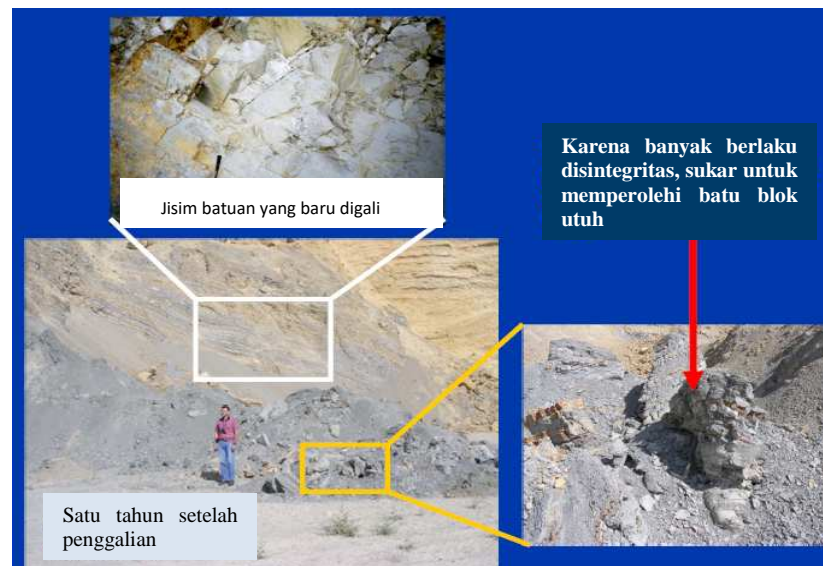 Jisim batuan yang baru digali
Karena banyak berlaku
disintegritas, sukar untuk
memperolehi batu blok
utuh
Satu tahun setelah
penggalian